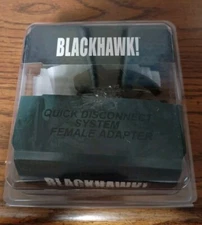 BLACKHAWK!
QUICK DISCONNECT
SYSTEM
FEMALE ADAPTER
BLACKHAWK!